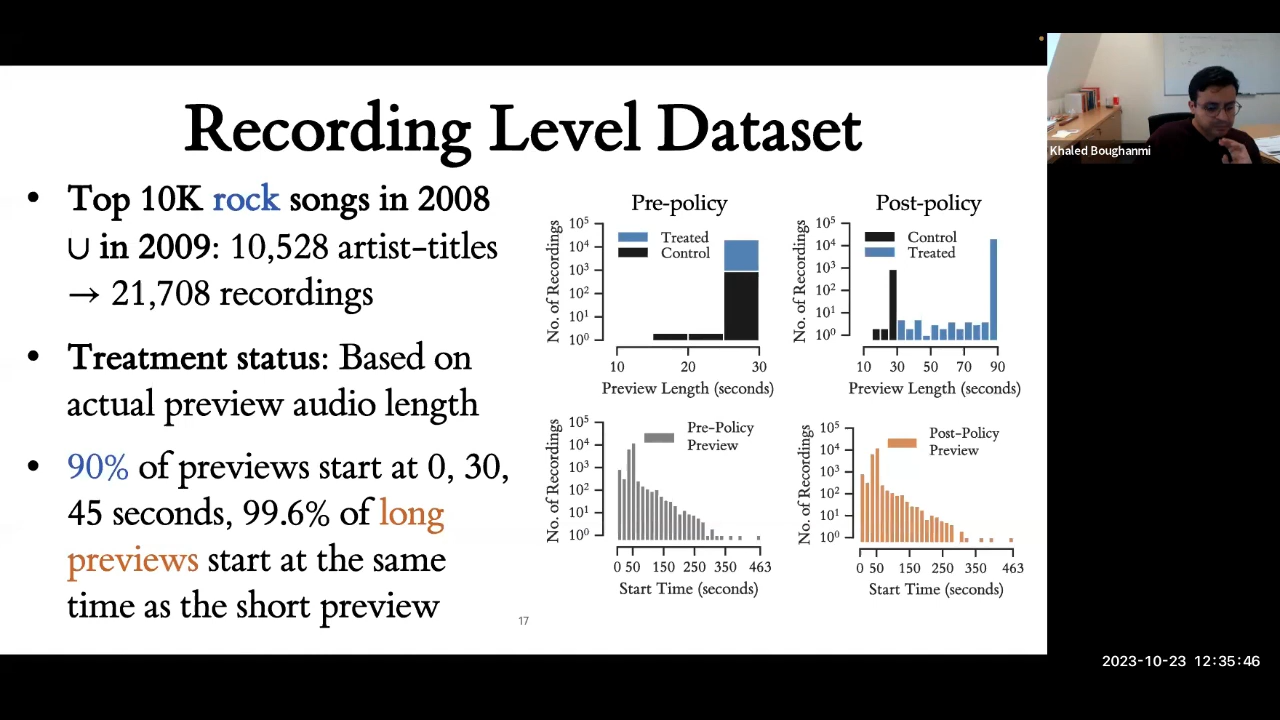 Recording Level Dataset
• Top 10K rock songs in 2008
∪ in 2009: 10,528 artist-titles
→ 21,708 recordings
• Treatment status: Based on
actual preview audio length
• 90% of previews start at 0, 30,
45 seconds, 99.6% of long
previews start at the same
time as the short preview
Pre-policy
No. of Recordings
10⁵
10⁴
10³
10²
10¹
10⁰
Treated
Control
10 20 30
Preview Length (seconds)
Post-policy
No. of Recordings
10⁵
10⁴
10³
10²
10¹
10⁰
Control
Treated
10 30 50 70 90
Preview Length (seconds)
No. of Recordings
10⁵
10⁴
10³
10²
10¹
10⁰
Pre-Policy
Preview
0 50 150 250 350 463
Start Time (seconds)
No. of Recordings
10⁵
10⁴
10³
10²
10¹
10⁰
Post-Policy
Preview
0 50 150 250 350 463
Start Time (seconds)
17
Khaled Boughanmi
2023-10-23 12:35:46